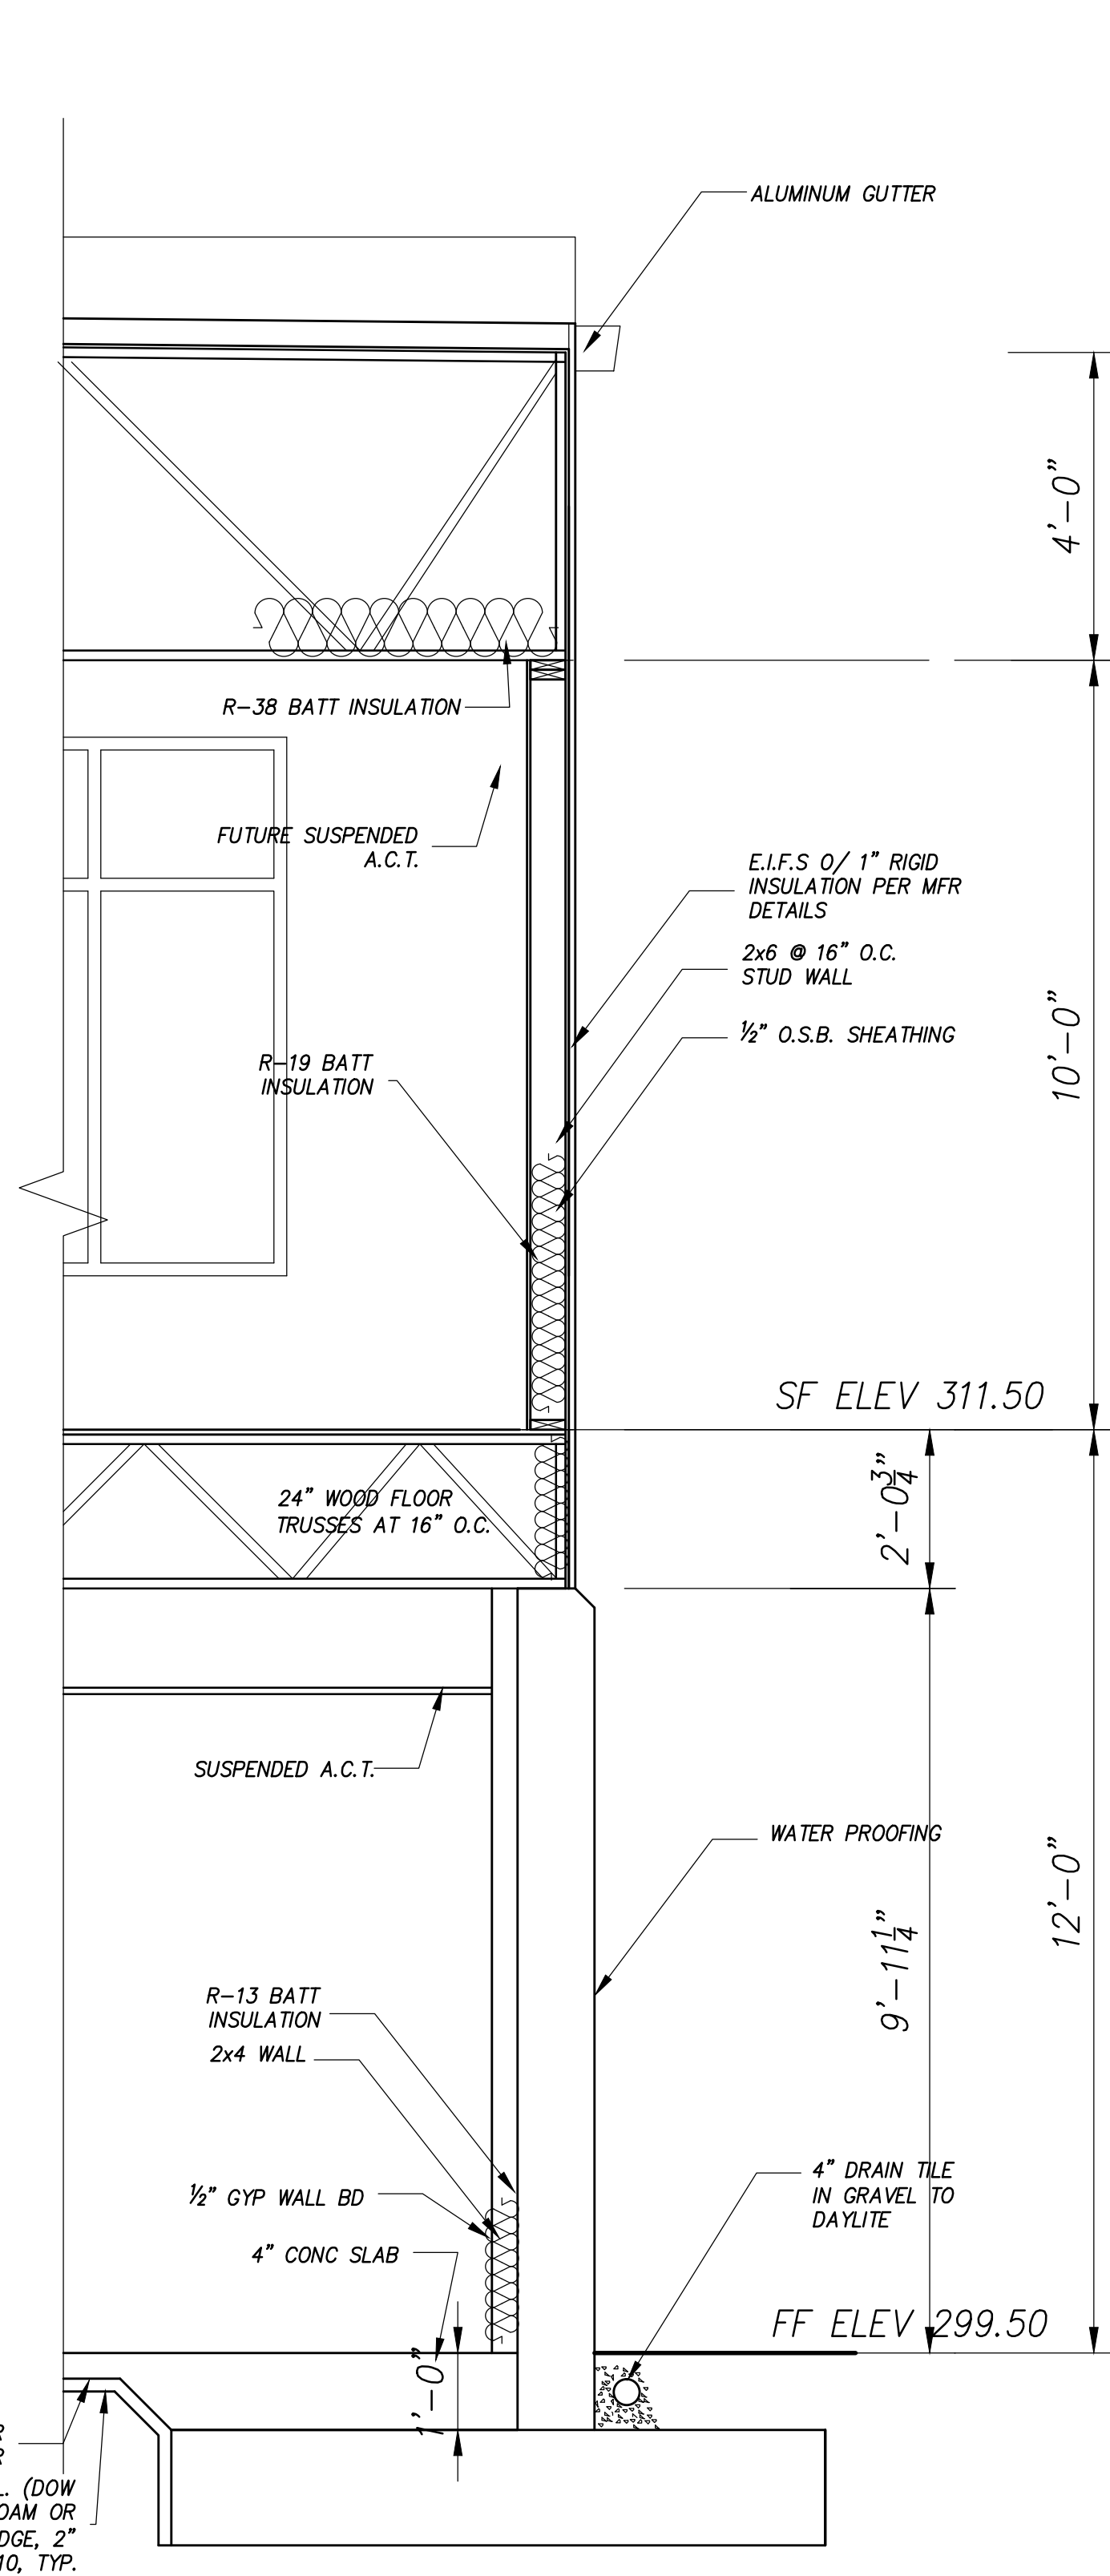 ALUMINUM GUTTER
4'-0"
R-38 BATT INSULATION
FUTURE SUSPENDED
A.C.T.
E.I.F.S O/ 1" RIGID
INSULATION PER MFR
DETAILS
2x6 @ 16" O.C.
STUD WALL
½" O.S.B. SHEATHING
10'-0"
R-19 BATT
INSULATION
SF ELEV 311.50
24" WOOD FLOOR
TRUSSES AT 16" O.C.
2'-0¾"
SUSPENDED A.C.T.
WATER PROOFING
12'-0"
9'-11¼"
R-13 BATT
INSULATION
2x4 WALL
½" GYP WALL BD
4" CONC SLAB
4" DRAIN TILE
IN GRAVEL TO
DAYLITE
FF ELEV 299.50
1'-0"
(DOW
OR
2"
10, TYP.